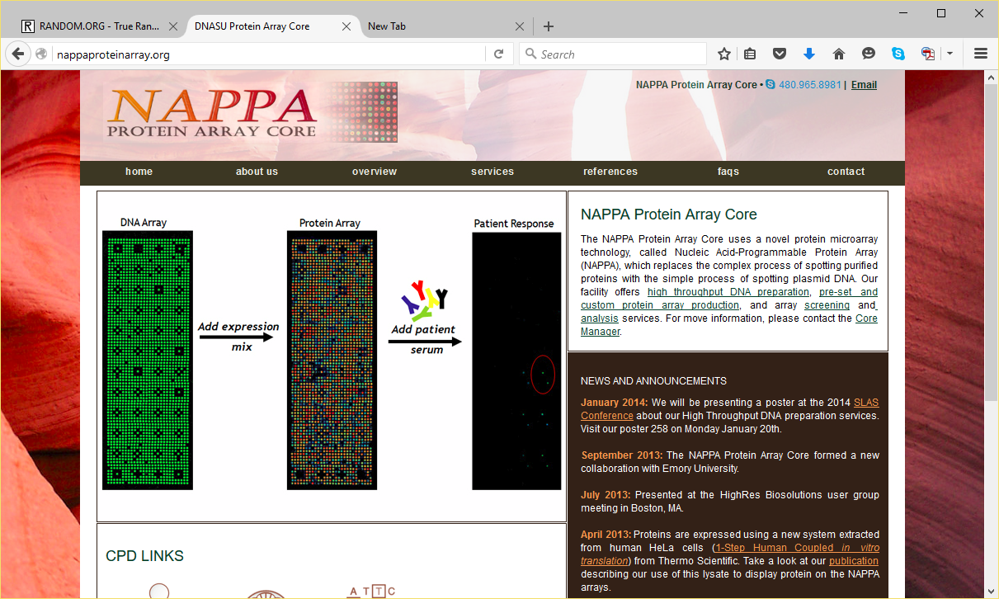 RANDOM.ORG - True Ran...
DNASU Protein Array Core
New Tab
nappaproteinarray.org
Search
NAPPA
PROTEIN ARRAY CORE
NAPPA Protein Array Core • 480.965.8981 | Email
home about us overview services references faqs contact
DNA Array
Protein Array
Patient Response
Add expression
mix
Add patient
serum
NAPPA Protein Array Core
The NAPPA Protein Array Core uses a novel protein microarray
technology, called Nucleic Acid-Programmable Protein Array
(NAPPA), which replaces the complex process of spotting purified
proteins with the simple process of spotting plasmid DNA. Our
facility offers high throughput DNA preparation, pre-set and
custom protein array production, and array screening and
analysis services. For move information, please contact the Core
Manager.
NEWS AND ANNOUNCEMENTS
January 2014: We will be presenting a poster at the 2014 SLAS
Conference about our High Throughput DNA preparation services.
Visit our poster 258 on Monday January 20th.
September 2013: The NAPPA Protein Array Core formed a new
collaboration with Emory University.
July 2013: Presented at the HighRes Biosolutions user group
meeting in Boston, MA.
April 2013: Proteins are expressed using a new system extracted
from human HeLa cells (1-Step Human Coupled in vitro
translation) from Thermo Scientific. Take a look at our publication
describing our use of this lysate to display protein on the NAPPA
arrays.
CPD LINKS
A T T C